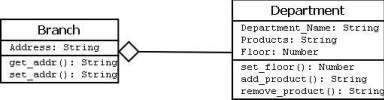 Branch
Address: String
get_addr(): String
set_addr(): String
Department
Department_Name: String
Products: String
Floor: Number
set_floor(): Number
add_product(): String
remove_product(): String